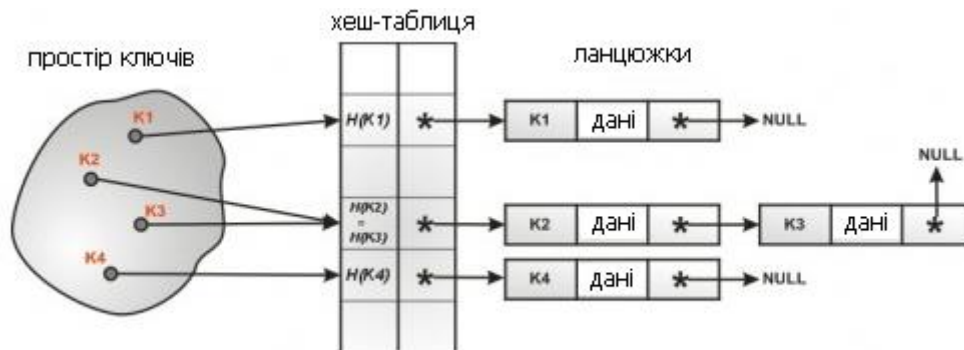 хеш-таблиця
простір ключів
ланцюжки
K1
H(K1)
*
K1
дані
*
NULL
K2
NULL
K3
H(K2)
=
H(K3)
*
K2
дані
*
K3
дані
*
K4
H(K4)
*
K4
дані
*
NULL